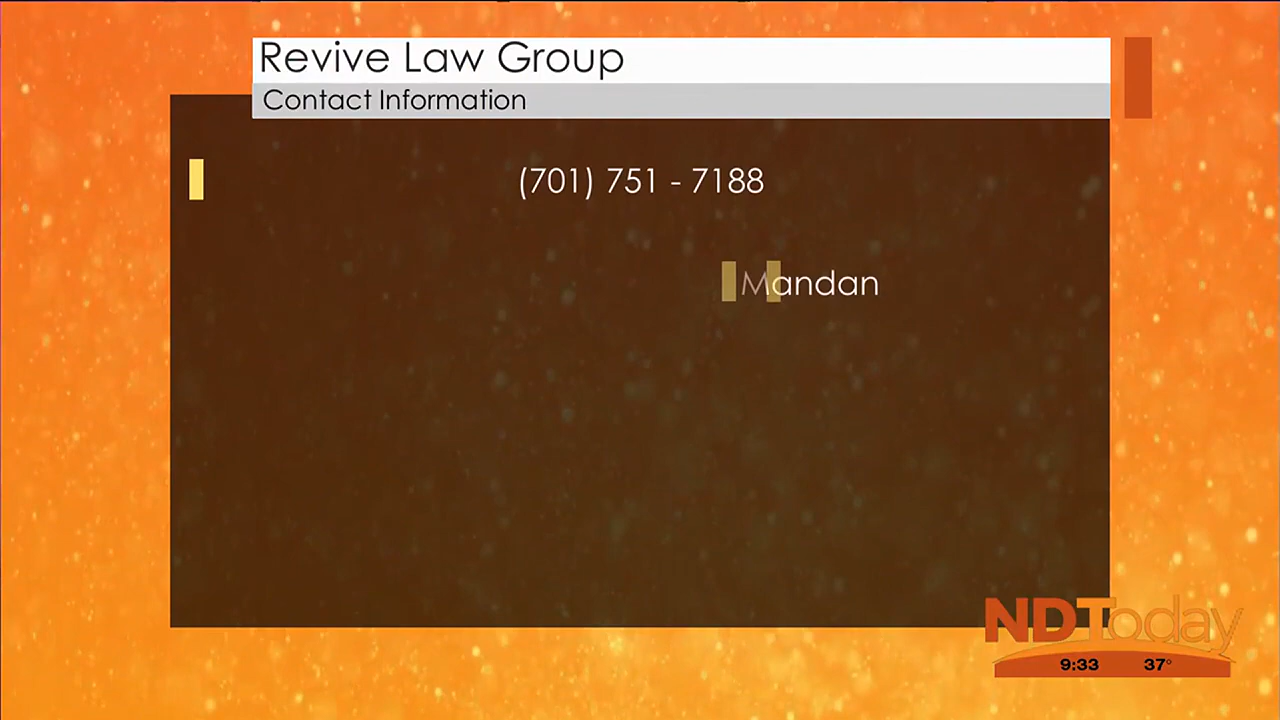 Revive Law Group
Contact Information
(701) 751 - 7188
Mandan
NDToday
9:33 37°